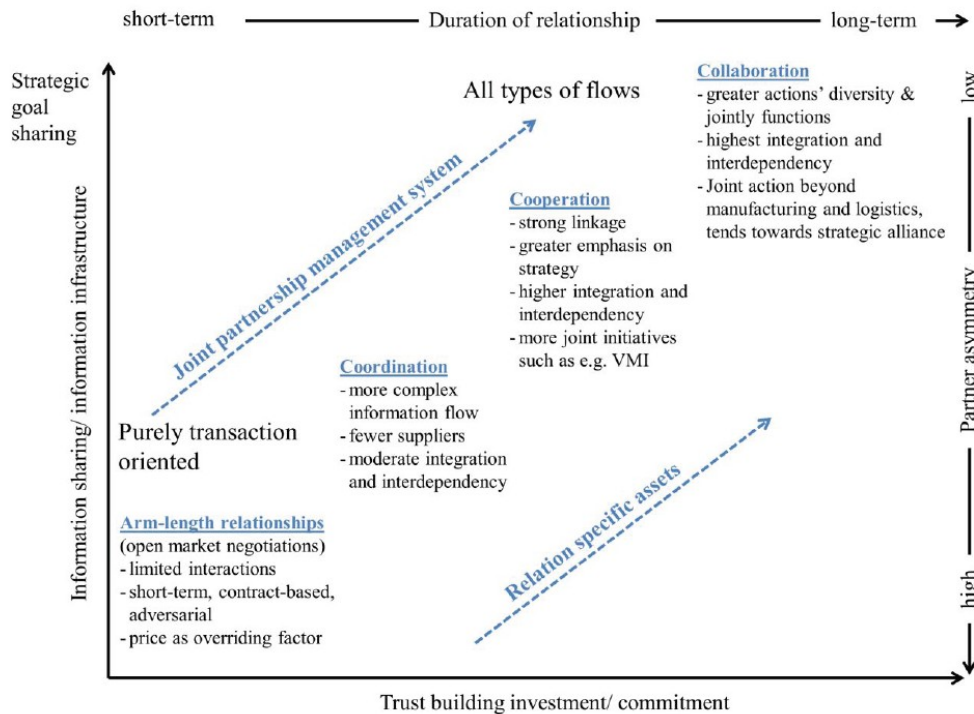 short-term
Duration of relationship
long-term
Strategic
goal
sharing
All types of flows
Collaboration
- greater actions' diversity &
jointly functions
- highest integration and
interdependency
- Joint action beyond
manufacturing and logistics,
tends towards strategic alliance
low
Joint partnership management system
Cooperation
- strong linkage
- greater emphasis on
strategy
- higher integration and
interdependency
- more joint initiatives
such as e.g. VMI
Information sharing/ information infrastructure
Partner asymmetry
Coordination
- more complex
information flow
- fewer suppliers
- moderate integration
and interdependency
Purely transaction
oriented
Relation specific assets
Arm-length relationships
(open market negotiations)
- limited interactions
- short-term, contract-based,
adversarial
- price as overriding factor
high
Trust building investment/ commitment